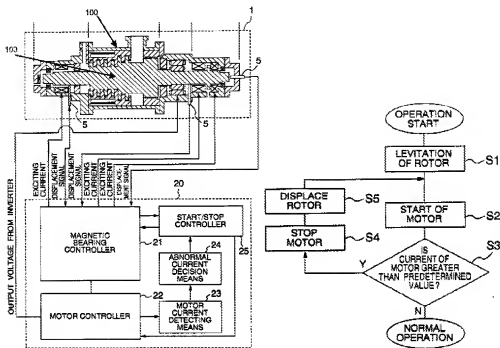 100
1
103
5
5
5
OUTPUT VOLTAGE FROM INVERTER
EXCITING CURRENT
DISPLACEMENT SIGNAL
DISPLACEMENT SIGNAL
EXCITING CURRENT
EXCITING CURRENT
DISPLACE-MENT SIGNAL
20
MAGNETIC
BEARING
CONTROLLER
21
START/STOP
CONTROLLER
25
24
ABNORMAL
CURRENT
DECISION
MEANS
22
MOTOR CONTROLLER
23
MOTOR
CURRENT
DETECTING
MEANS
OPERATION
START
LEVITATION
OF ROTOR
S1
DISPLACE
ROTOR
S5
START OF
MOTOR
S2
STOP
MOTOR
S4
S3
IS
CURRENT OF
MOTOR GREATER
THAN PREDETERMINED
VALUE?
Y
N
NORMAL
OPERATION